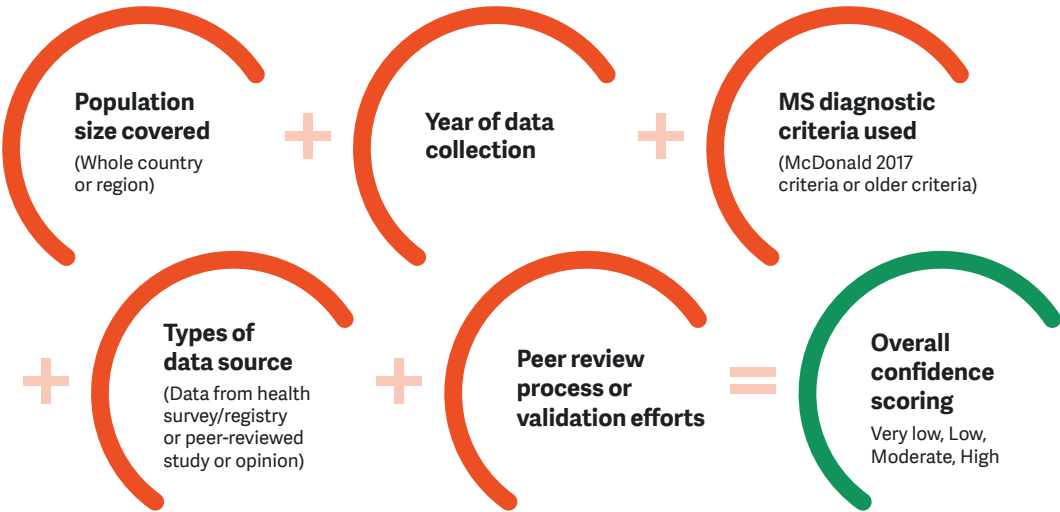 Population
size covered
(Whole country
or region)
+
Year of data
collection
+
MS diagnostic
criteria used
(McDonald 2017
criteria or older criteria)
+
Types of
data source
(Data from health
survey/registry
or peer-reviewed
study or opinion)
+
Peer review
process or
validation efforts
=
Overall
confidence
scoring
Very low, Low,
Moderate, High